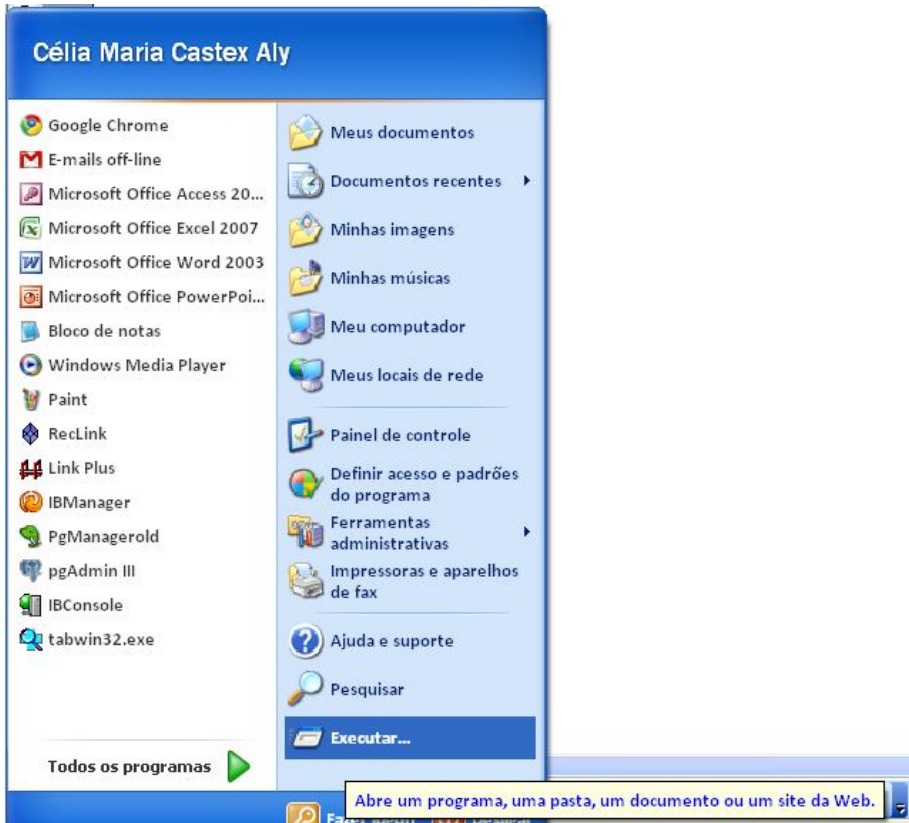 Célia Maria Castex Aly
Google Chrome
E-mails off-line
Microsoft Office Access 20...
Microsoft Office Excel 2007
Microsoft Office Word 2003
Microsoft Office PowerPoi...
Bloco de notas
Windows Media Player
Paint
RecLink
Link Plus
IBManager
PgManagerold
pgAdmin III
IBConsole
tabwin32.exe
Todos os programas
Meus documentos
Documentos recentes
Minhas imagens
Minhas músicas
Meu computador
Meus locais de rede
Painel de controle
Definir acesso e padrões
do programa
Ferramentas
administrativas
Impressoras e aparelhos
de fax
Ajuda e suporte
Pesquisar
Executar...
Abre um programa, uma pasta, um documento ou um site da Web.